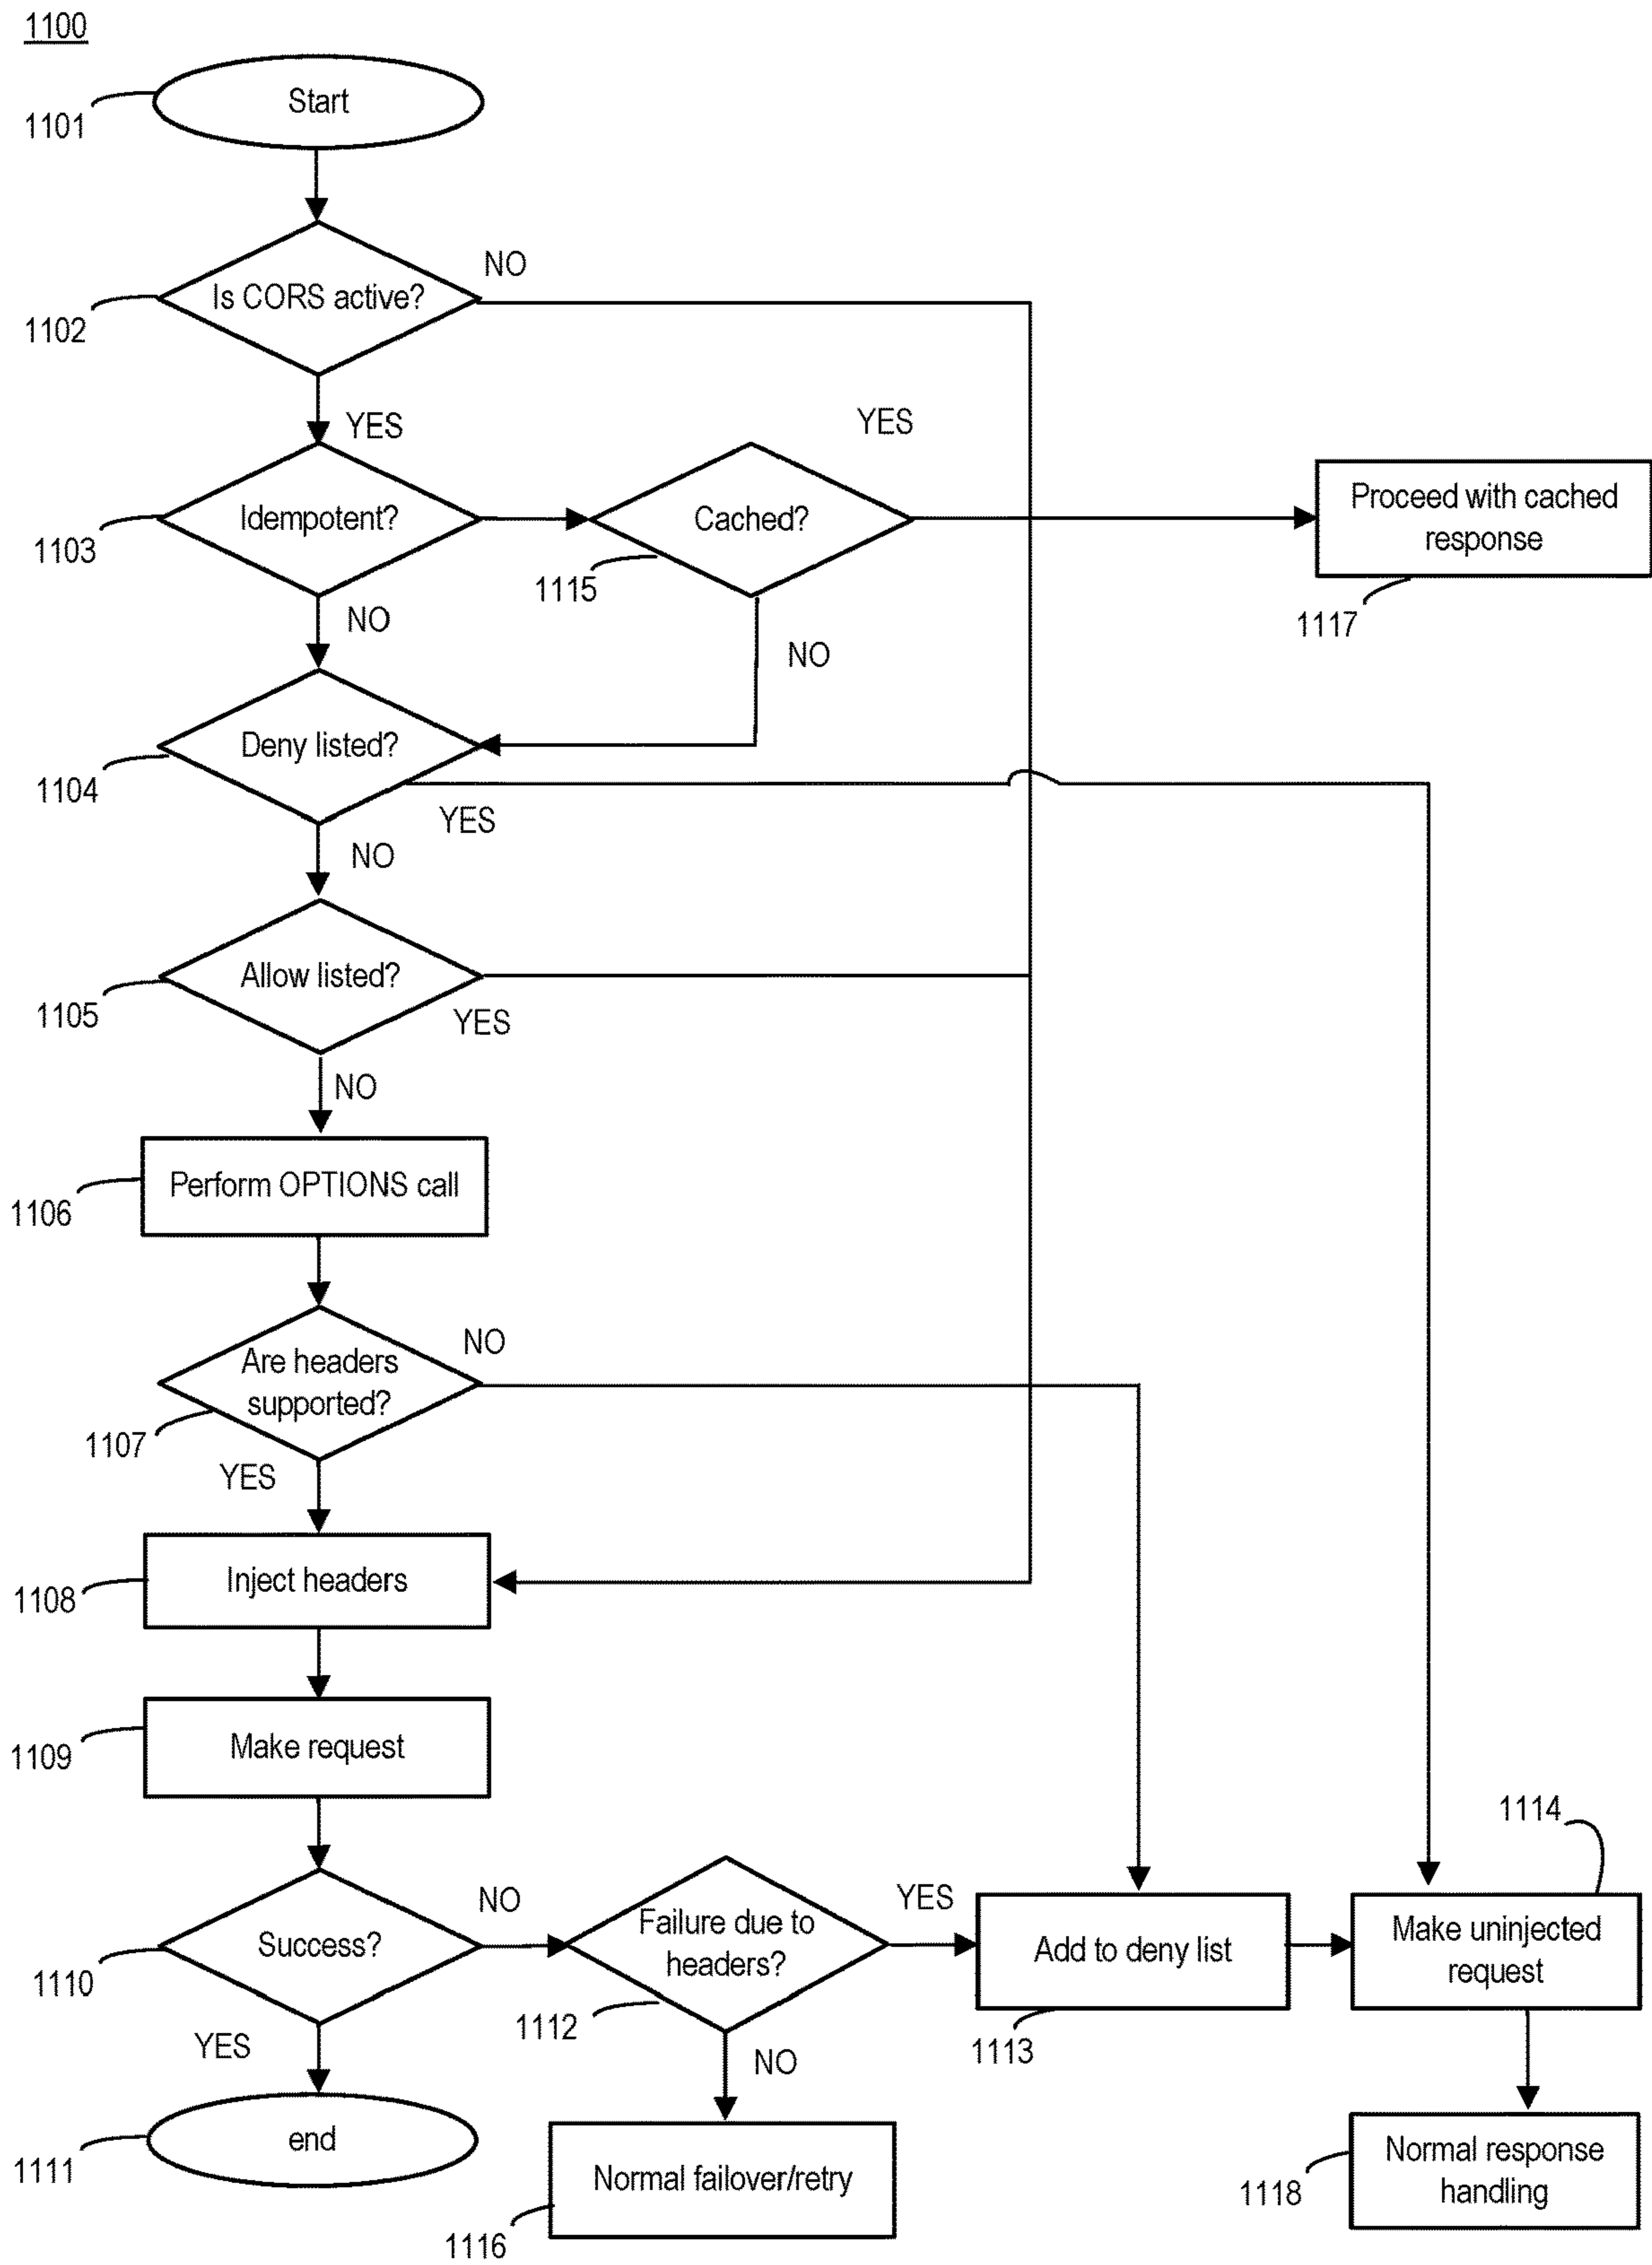 1100
Start
1101
Is CORS active?
NO
1102
YES
YES
Idempotent?
Cached?
Proceed with cached
response
1103
1115
1117
NO
NO
Deny listed?
1104
YES
NO
Allow listed?
1105
YES
NO
Perform OPTIONS call
1106
NO
Are headers
supported?
1107
YES
Inject headers
1108
Make request
1109
1114
NO
YES
Success?
Failure due to
headers?
Add to deny list
Make uninjected
request
1110
1112
1113
YES
NO
end
1111
Normal failover/retry
1116
Normal response
handling
1118